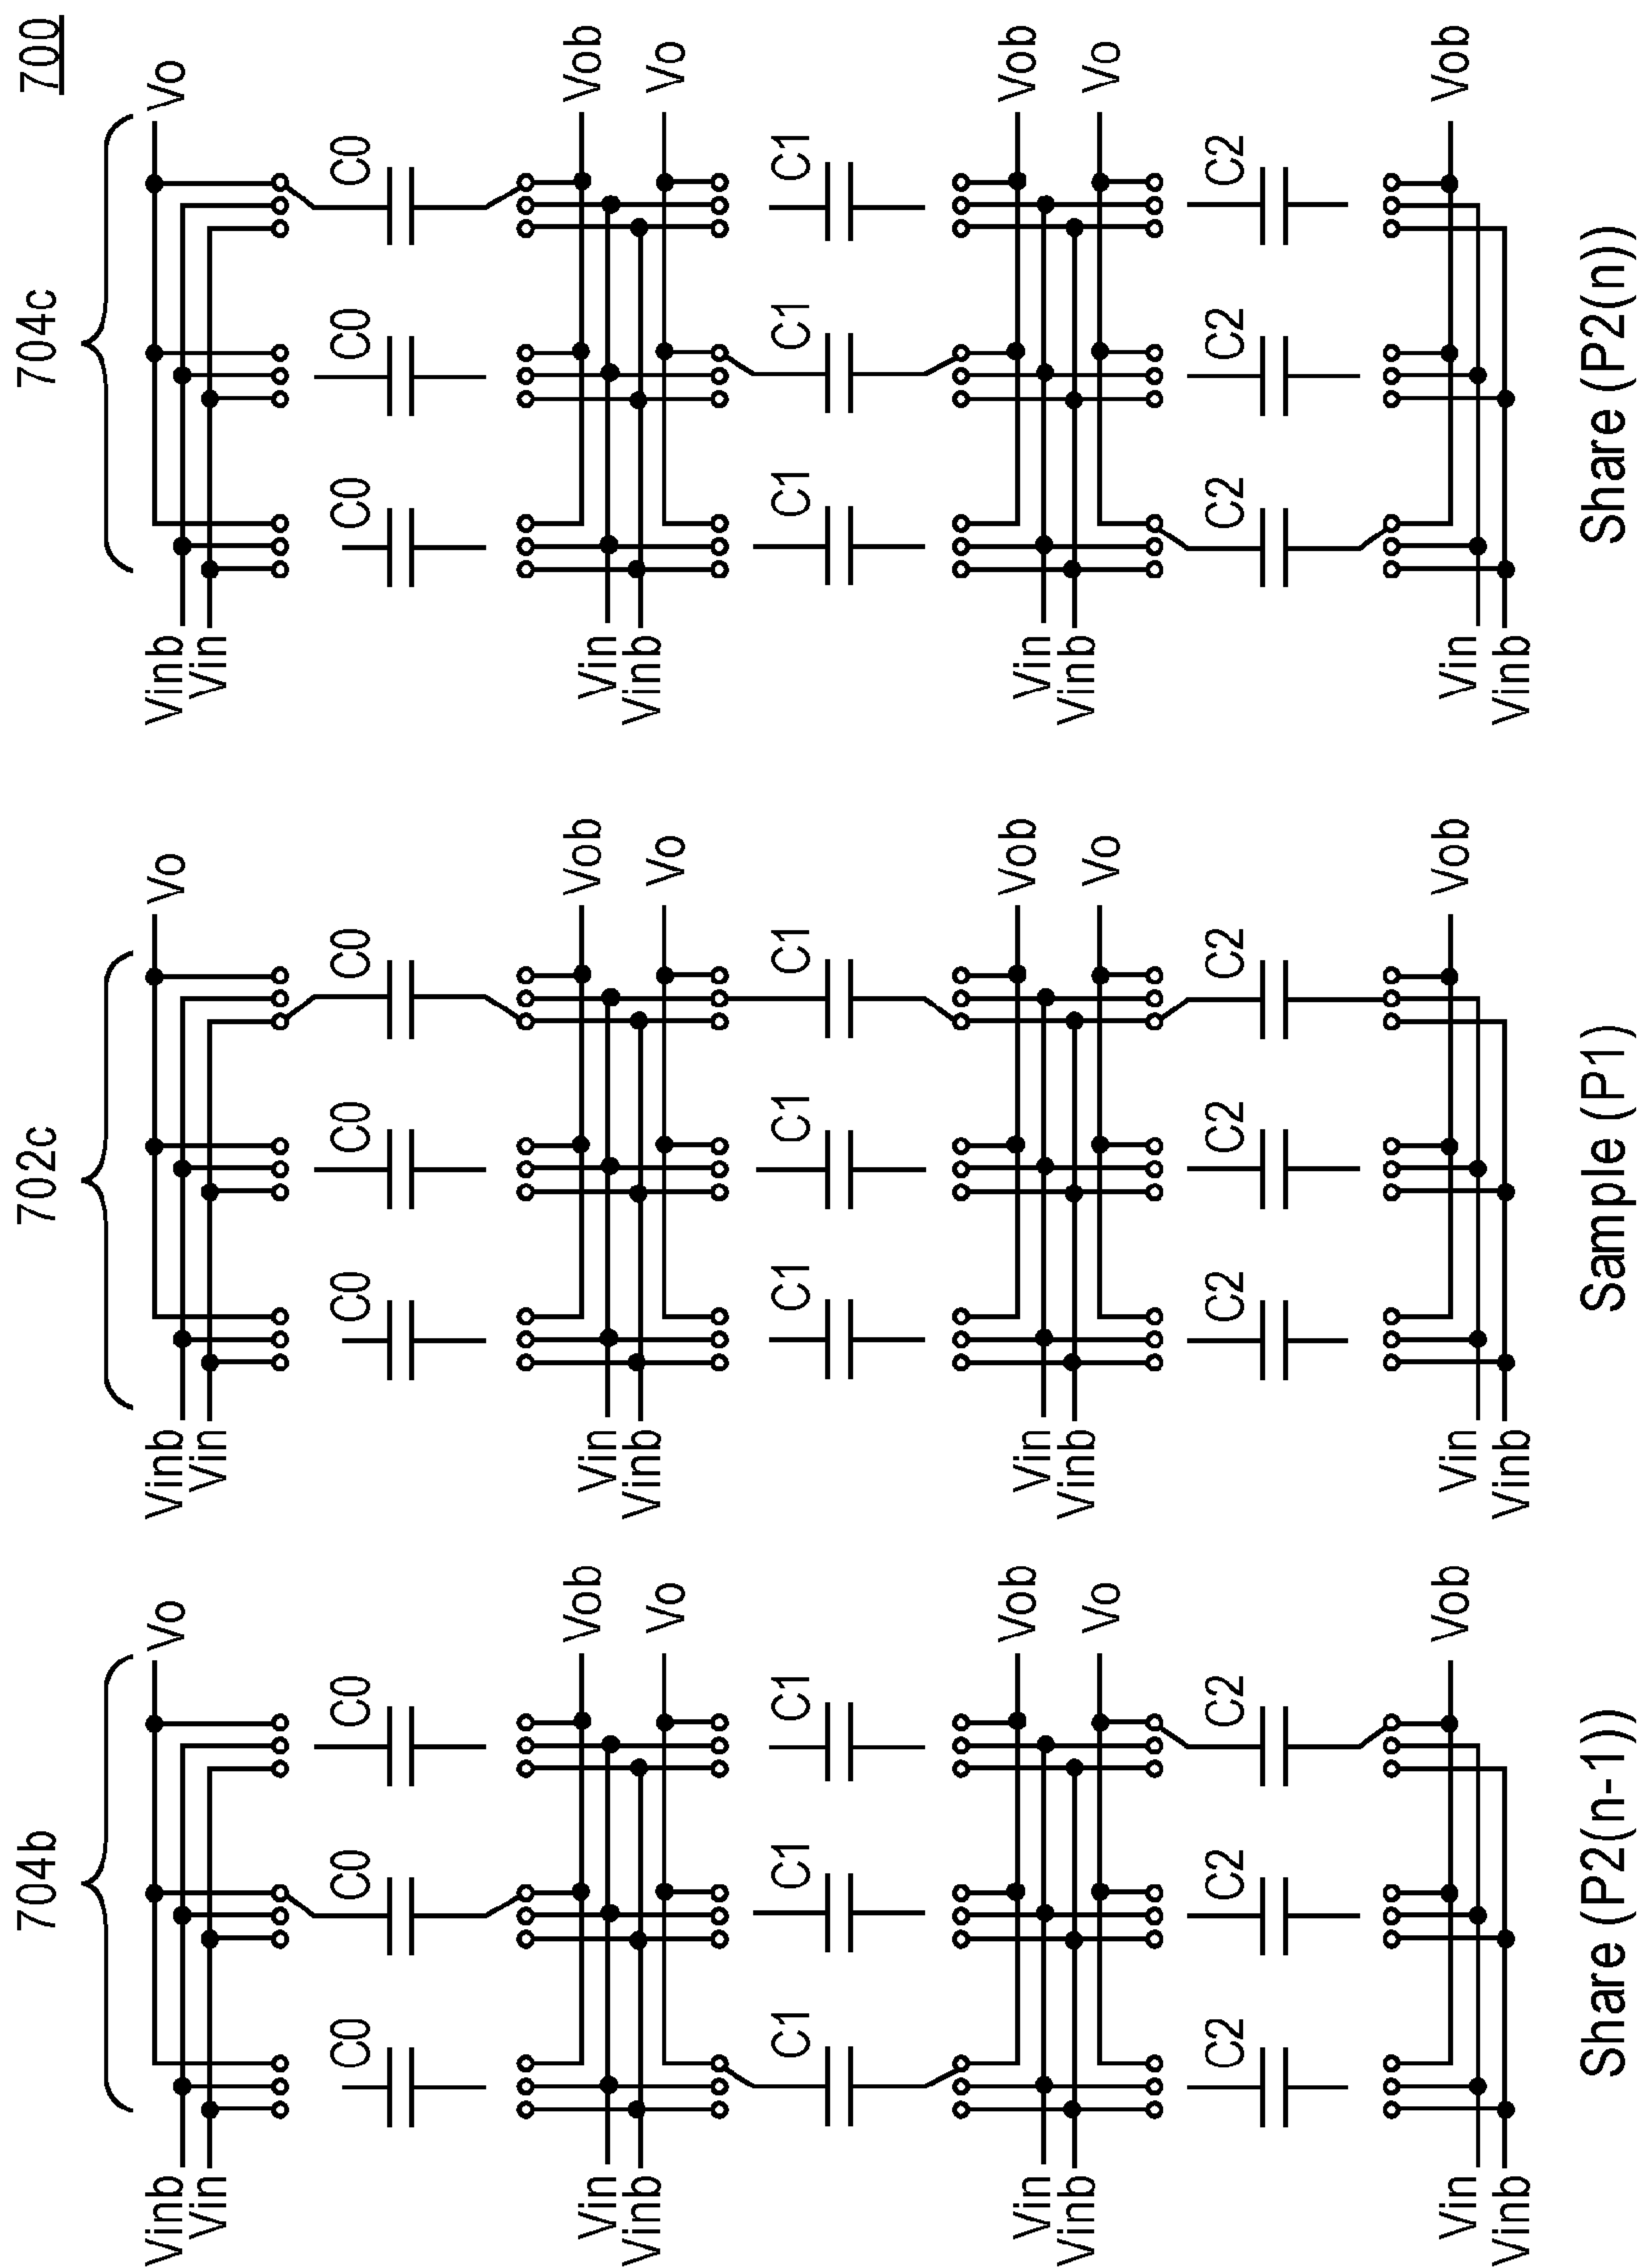 704b 702c 704c 700
Vinb Vo Vinb Vo Vinb Vo
Vin Vin Vin
C0 C0 C0 C0 C0 C0 C0 C0 C0
Vin Vob Vin Vob Vin Vob
Vinb Vo Vinb Vo Vinb Vo
C1 C1 C1 C1 C1 C1 C1 C1 C1
Vin Vob Vin Vob Vin Vob
Vinb Vo Vinb Vo Vinb Vo
C2 C2 C2 C2 C2 C2 C2 C2 C2
Vin Vob Vin Vob Vin Vob
Vinb Vinb Vinb
Share (P2(n-1)) Sample (P1) Share (P2(n))